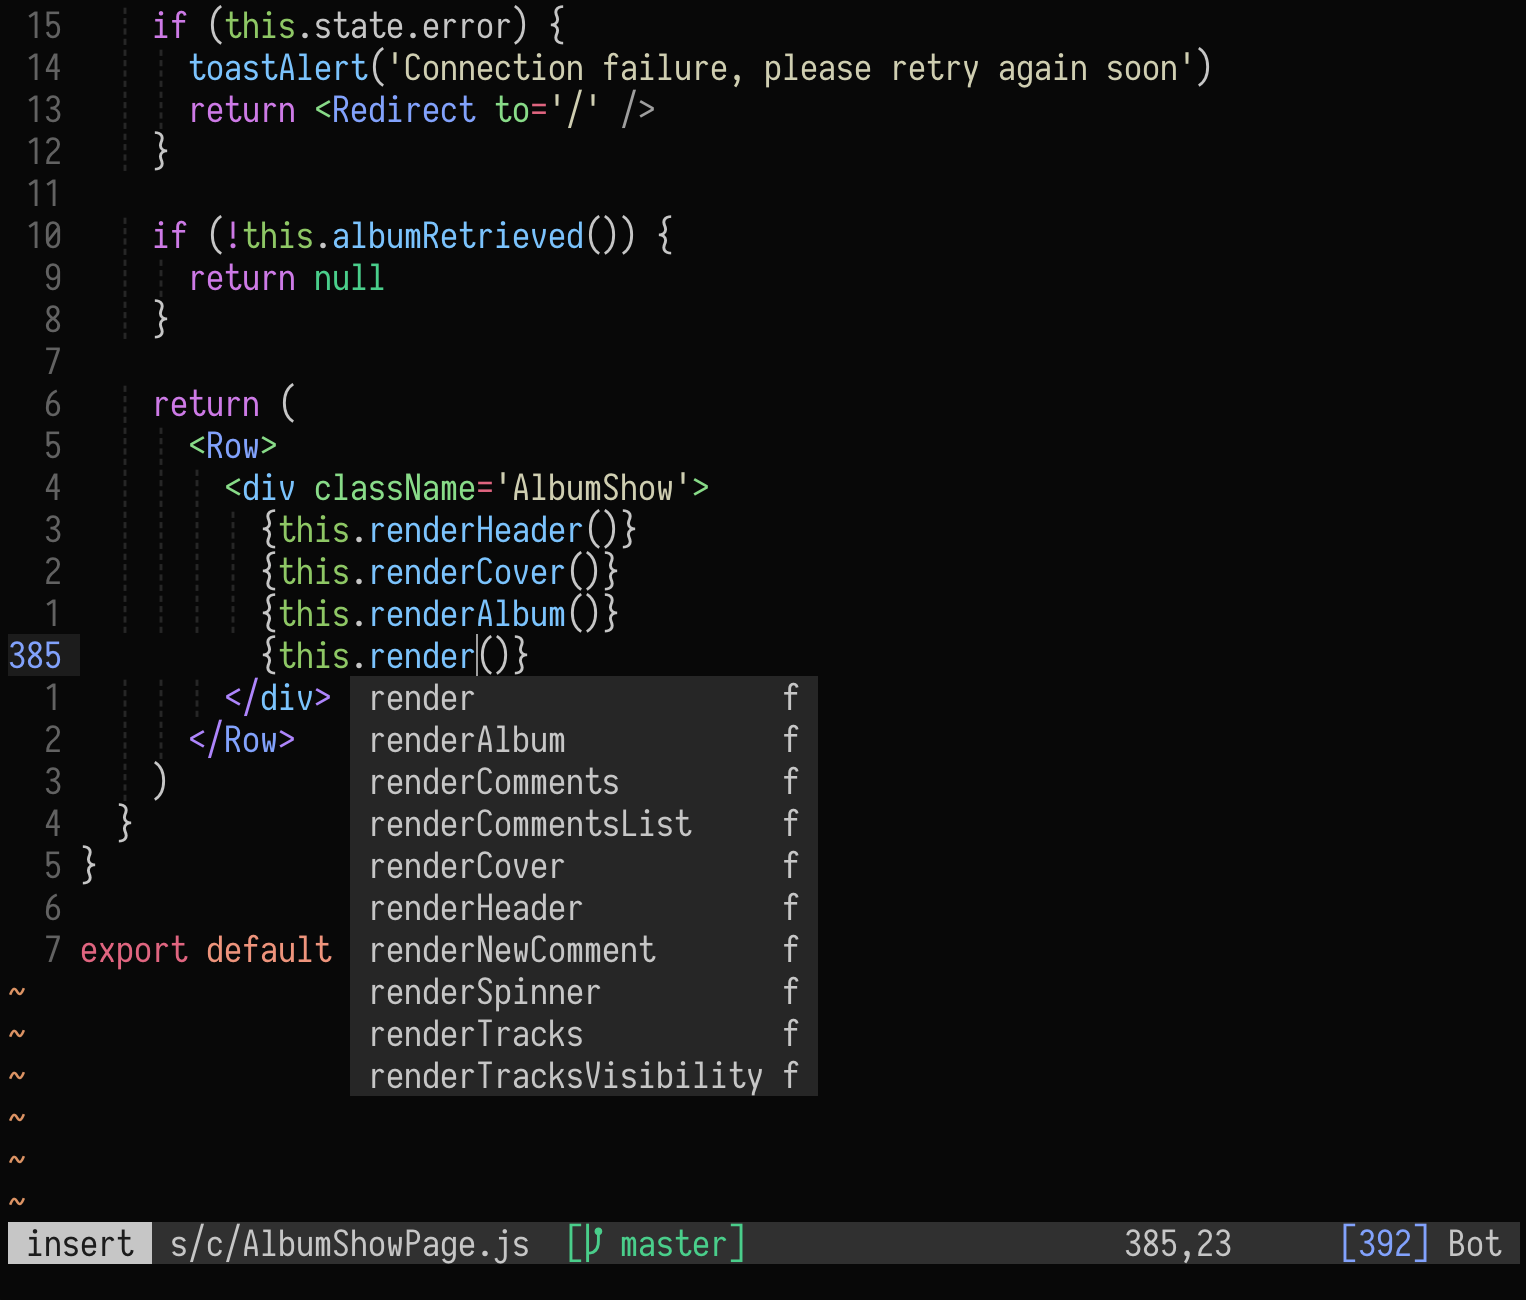 15 if (this.state.error) {
14 toastAlert('Connection failure, please retry again soon')
13 return <Redirect to='/' />
12 }
11
10 if (!this.albumRetrieved()) {
9 return null
8 }
7
6 return (
5 <Row>
4 <div className='AlbumShow'>
3 {this.renderHeader()}
2 {this.renderCover()}
1 {this.renderAlbum()}
385 {this.render()}
1 </div> render f
2 </Row> renderAlbum f
3 ) renderComments f
4 } renderCommentsList f
5 } renderCover f
6 renderHeader f
7 export default renderNewComment f
~ renderSpinner f
~ renderTracks f
~ renderTracksVisibility f
~
~
~
insert s/c/AlbumShowPage.js [ master] 385,23 [392] Bot